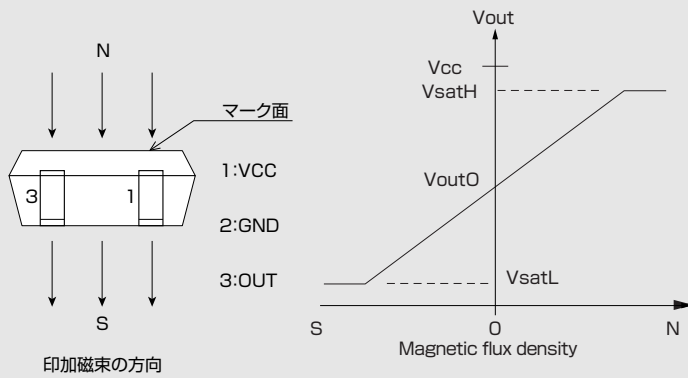 N
マーク面
3
1
1:VCC
2:GND
3:OUT
S
印加磁束の方向
Vout
Vcc
VsatH
Vout0
VsatL
S
0
N
Magnetic flux density